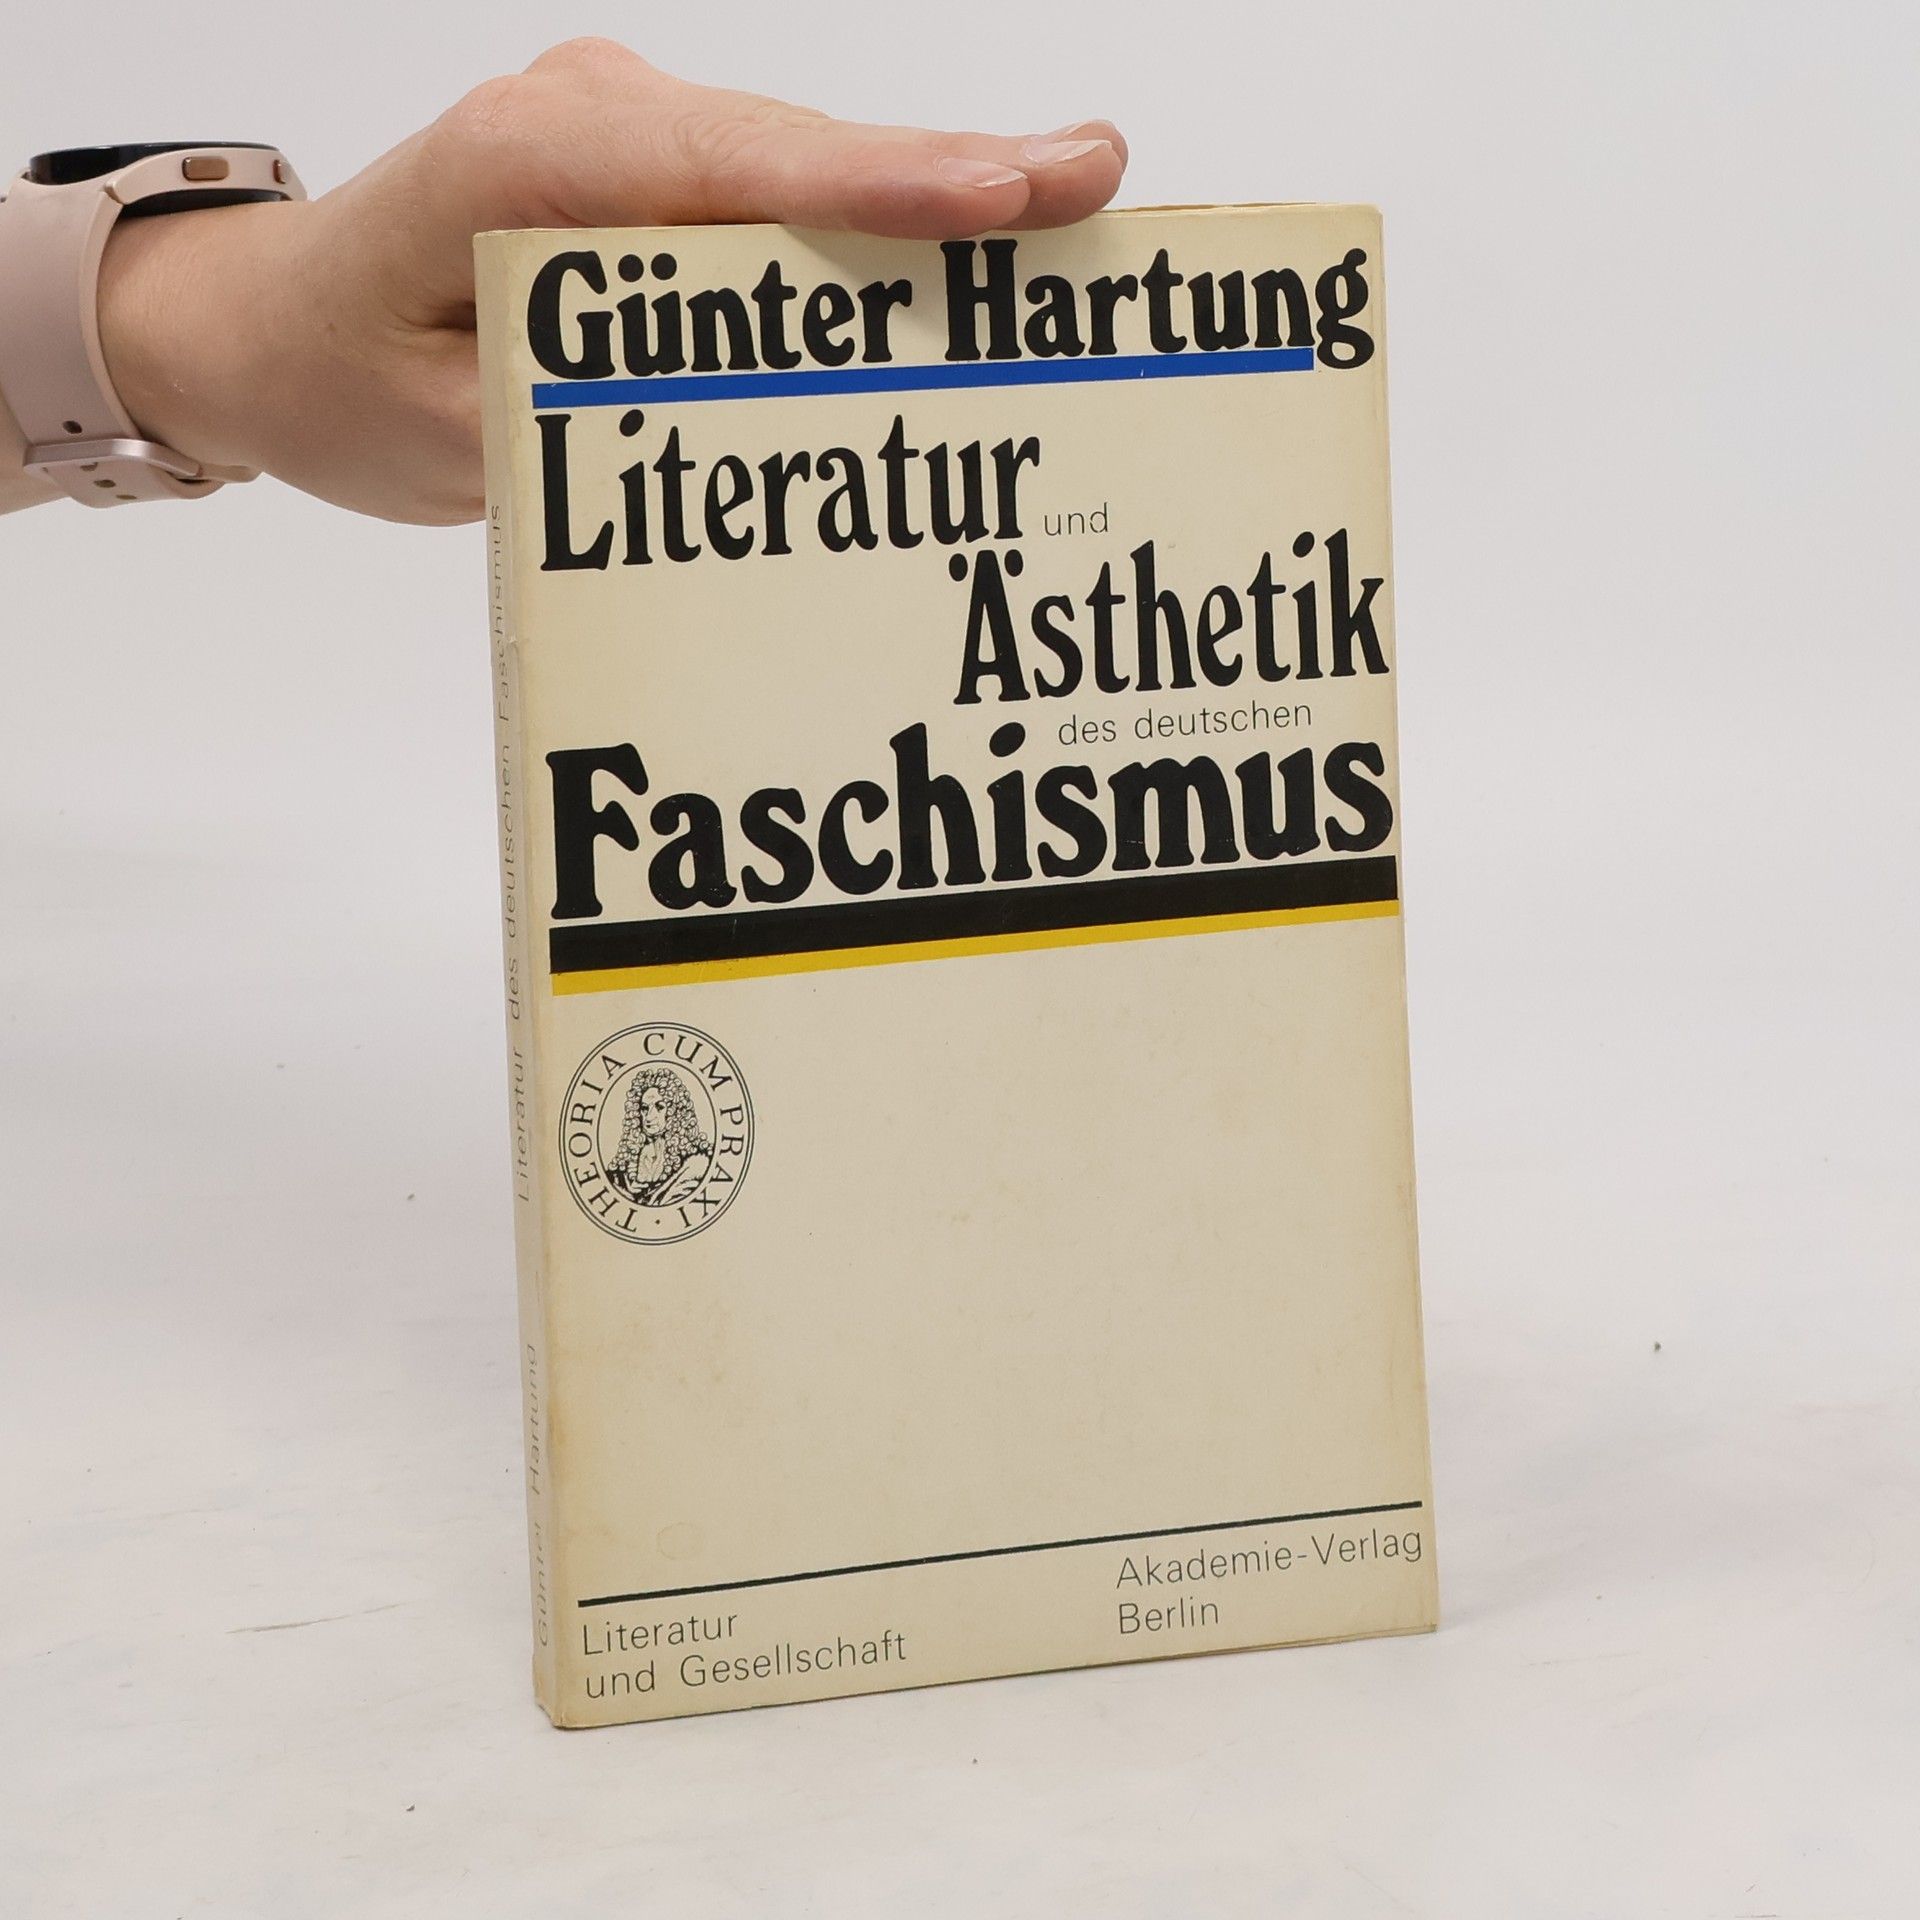 Günter Hartung
Literatur und
Ästhetik
des deutschen
Faschismus
THEORIA CUM PRAXI ·
Literatur
und Gesellschaft
Akademie-Verlag
Berlin
Günter Hartung Literatur des deutschen Faschismus